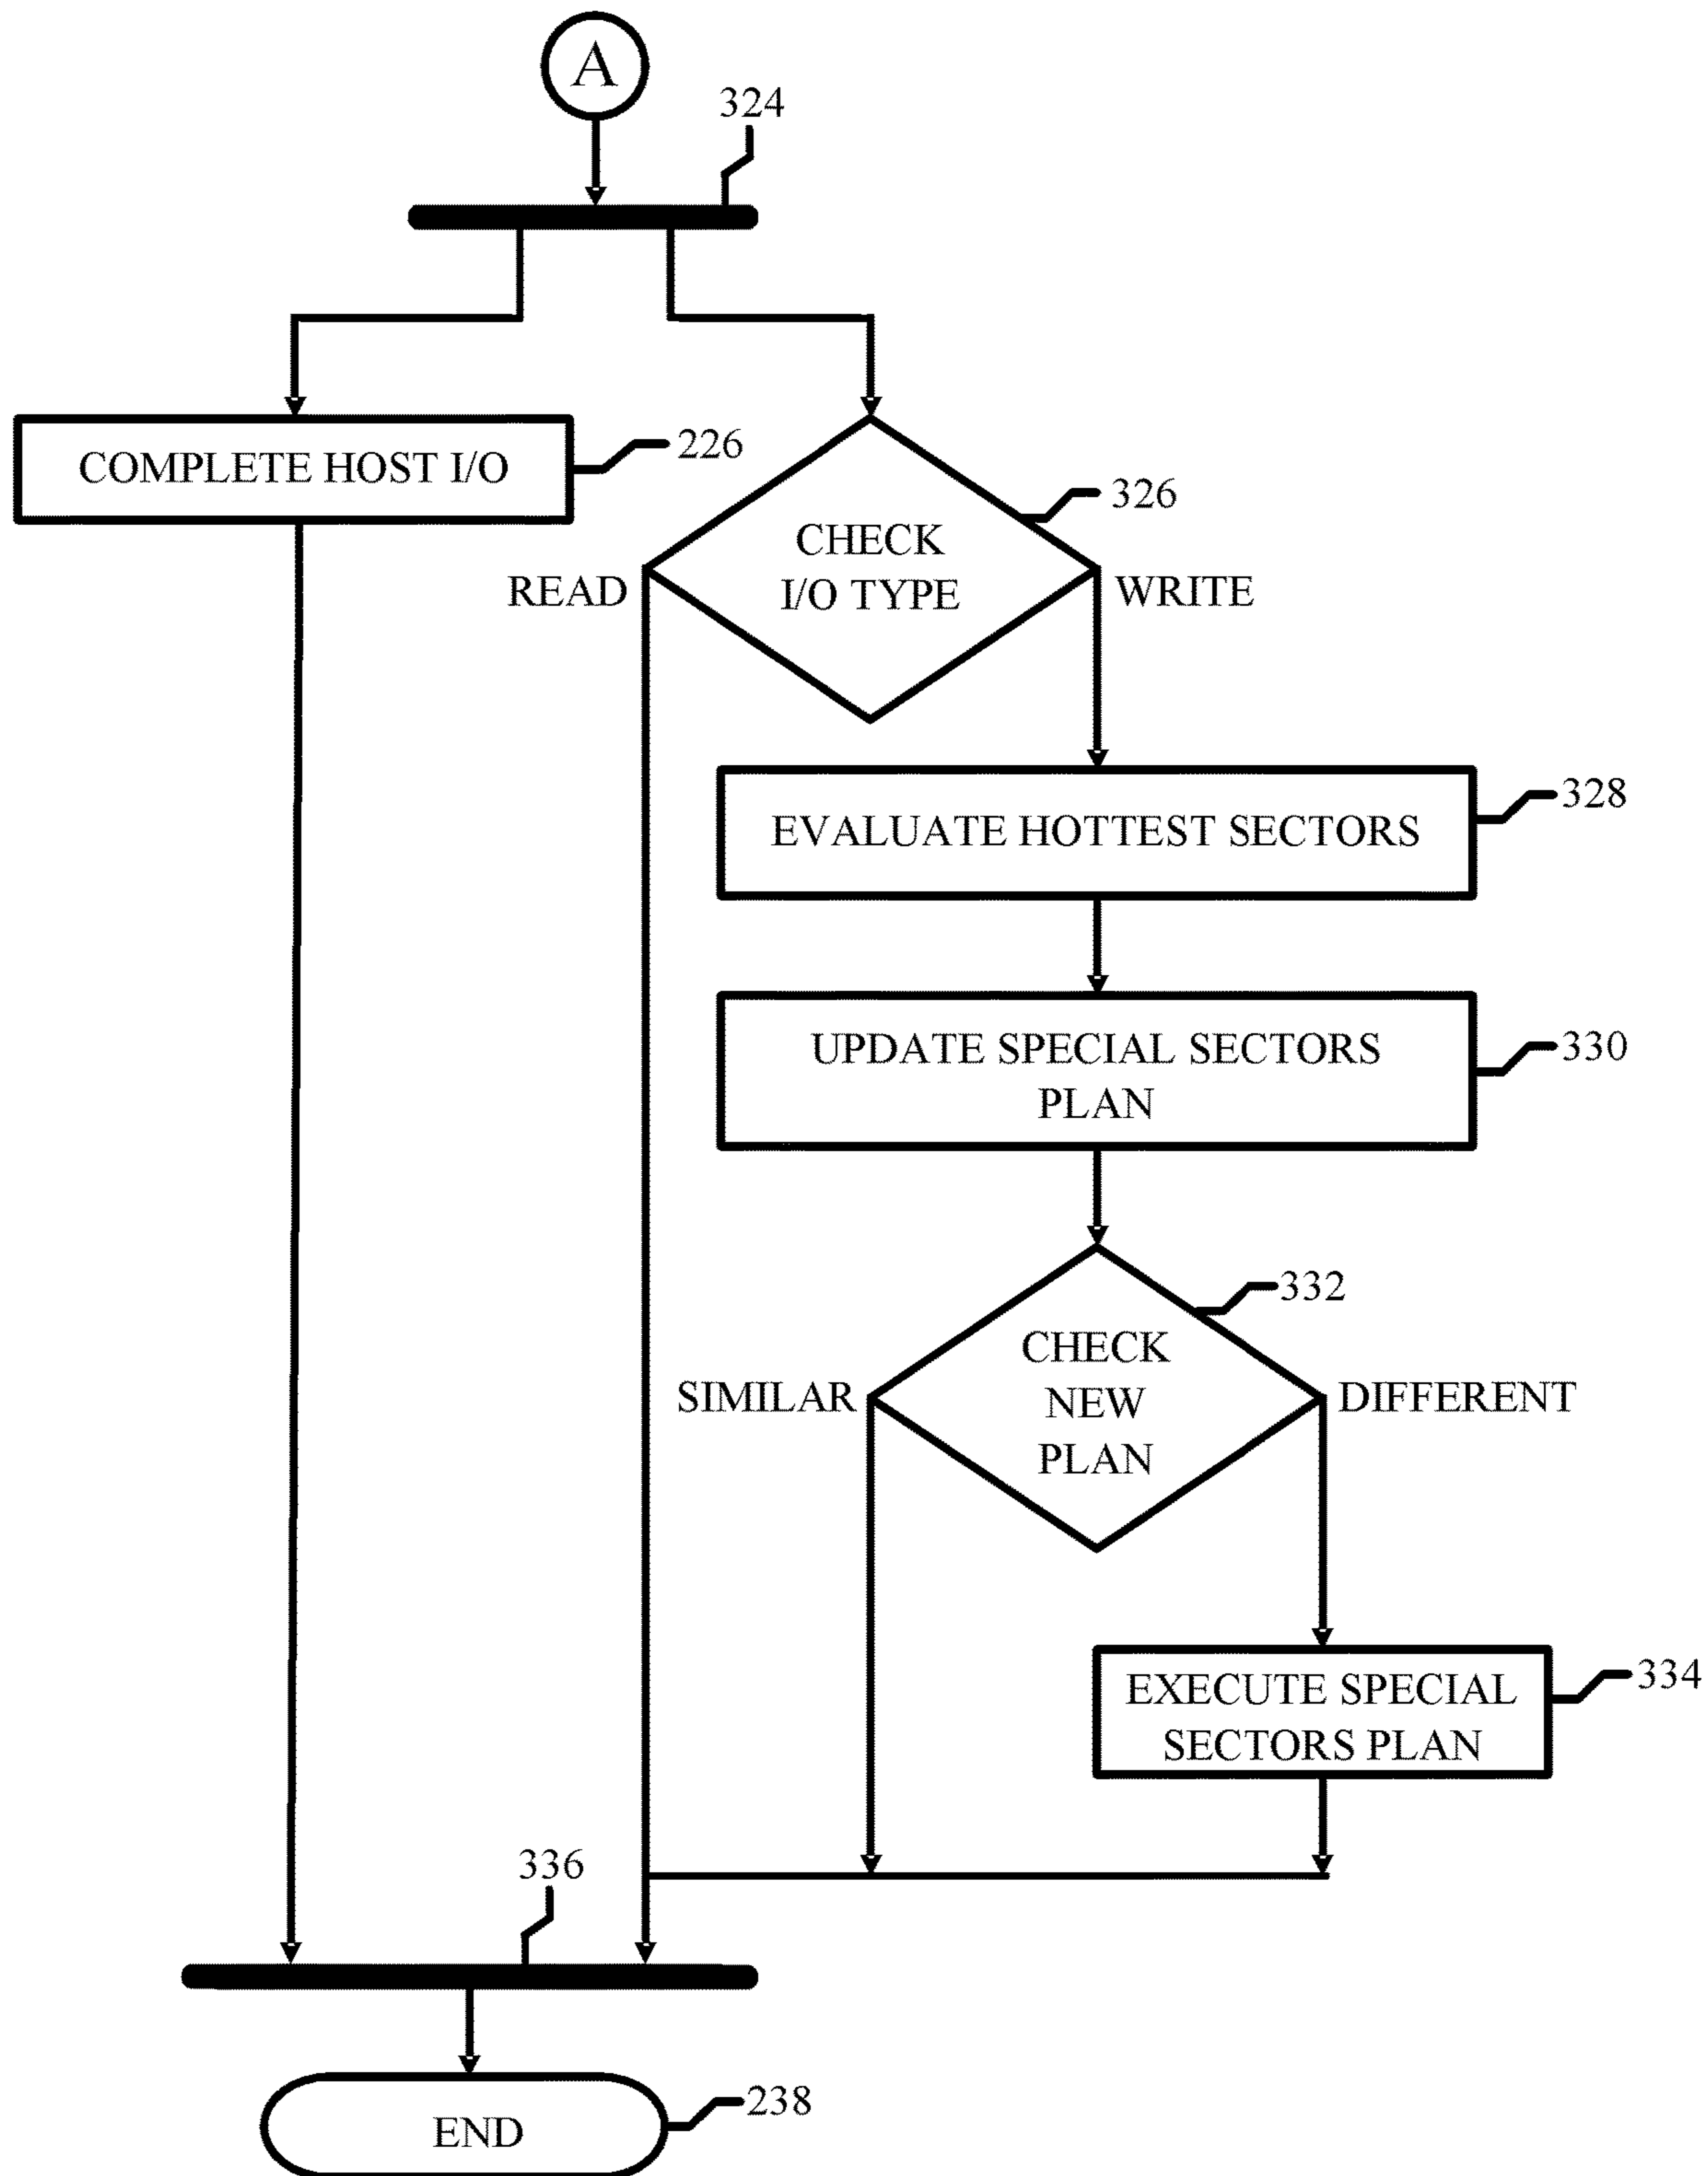 A
324
COMPLETE HOST I/O
226
326
CHECK
I/O TYPE
READ
WRITE
328
EVALUATE HOTTEST SECTORS
330
UPDATE SPECIAL SECTORS
PLAN
332
CHECK
NEW
PLAN
SIMILAR
DIFFERENT
334
EXECUTE SPECIAL
SECTORS PLAN
336
238
END